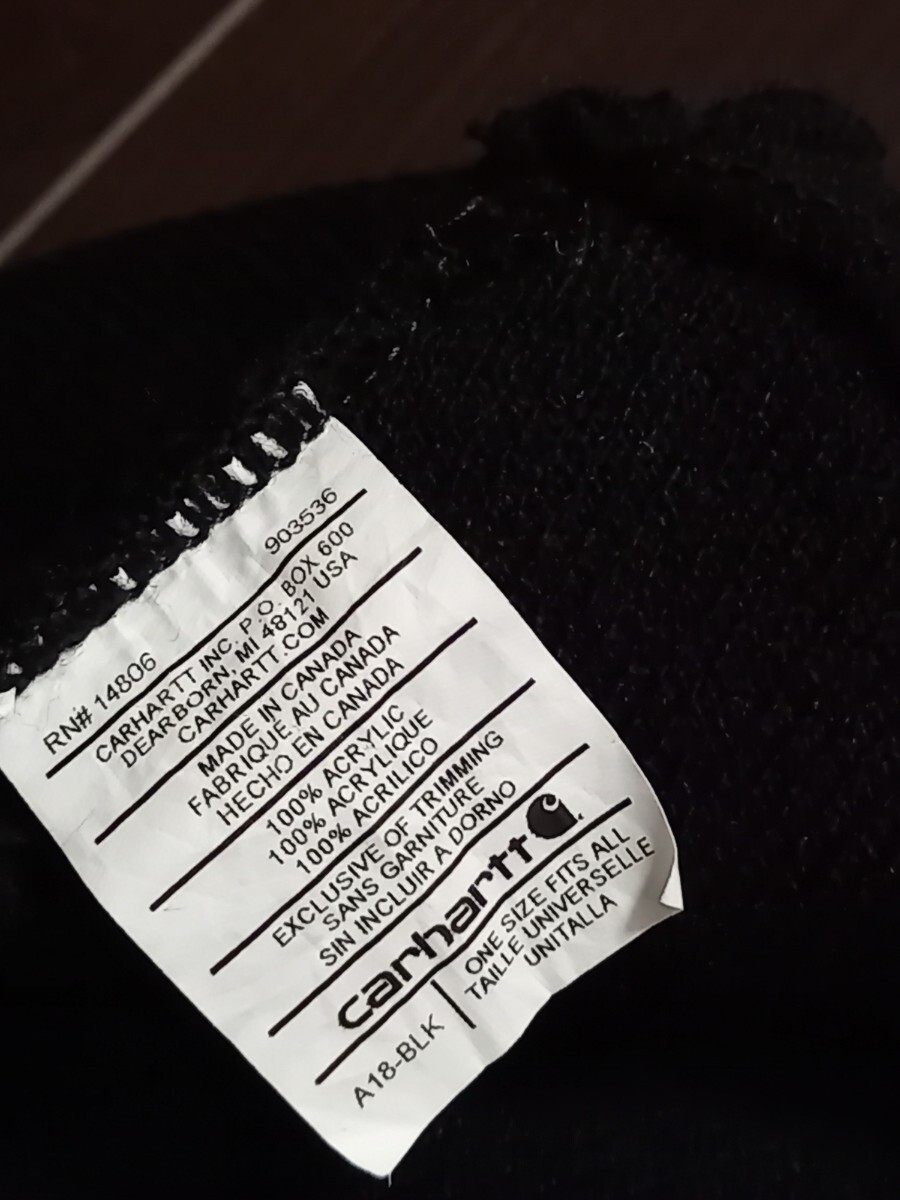 RN# 14806 903536
CARHARTT INC. P.O. BOX 600
DEARBORN, MI 48121 USA
CARHARTT.COM
MADE IN CANADA
FABRIQUE AU CANADA
HECHO EN CANADA
100% ACRYLIC
100% ACRYLIQUE
100% ACRILICO
EXCLUSIVE OF TRIMMING
SANS GARNITURE
SIN INCLUIR A DORNO
carhartt
A18-BLK
ONE SIZE FITS ALL
TAILLE UNIVERSELLE
UNITALLA